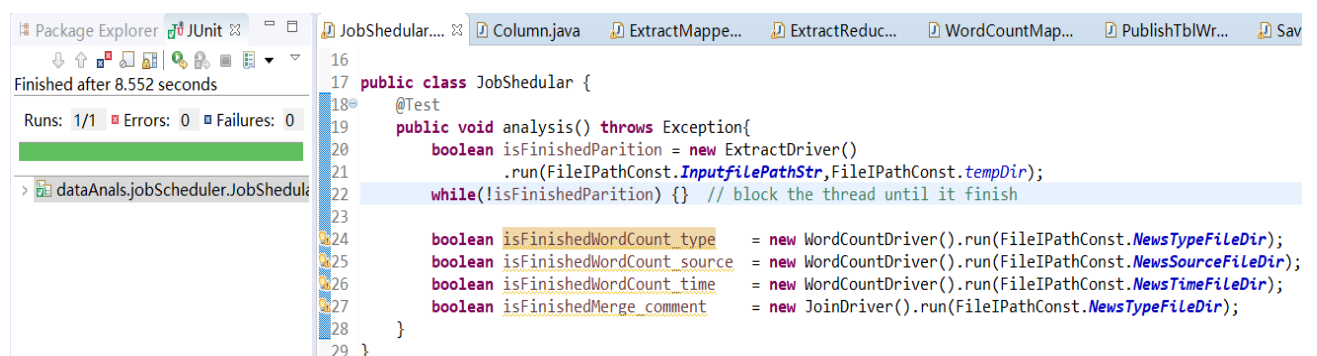 Package Explorer JUnit
Finished after 8.552 seconds
Runs: 1/1 Errors: 0 Failures: 0
dataAnals.jobScheduler.JobShedula
JobShedular.... Column.java ExtractMappe... ExtractReduc... WordCountMap... PublishTblWr... Sav
16
17 public class JobShedular {
18 @Test
19 public void analysis() throws Exception{
20 boolean isFinishedParition = new ExtractDriver()
21 .run(FileIPathConst.InputfilePathStr,FileIPathConst.tempDir);
22 while(!isFinishedParition) {} // block the thread until it finish
23
24 boolean isFinishedWordCount_type = new WordCountDriver().run(FileIPathConst.NewsTypeFileDir);
25 boolean isFinishedWordCount_source = new WordCountDriver().run(FileIPathConst.NewsSourceFileDir);
26 boolean isFinishedWordCount_time = new WordCountDriver().run(FileIPathConst.NewsTimeFileDir);
27 boolean isFinishedMerge_comment = new JoinDriver().run(FileIPathConst.NewsTypeFileDir);
28 }
29 }